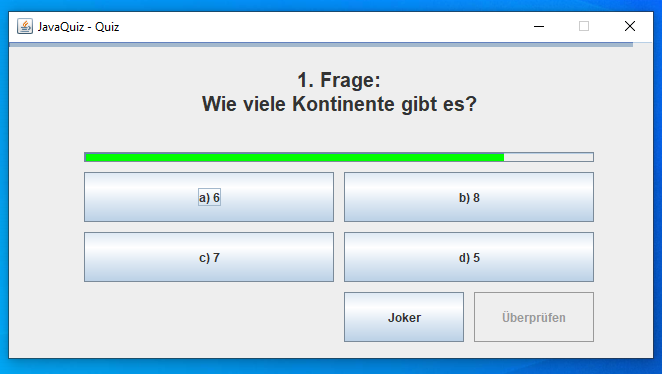 JavaQuiz - Quiz
1. Frage:
Wie viele Kontinente gibt es?
a) 6
b) 8
c) 7
d) 5
Joker
Überprüfen